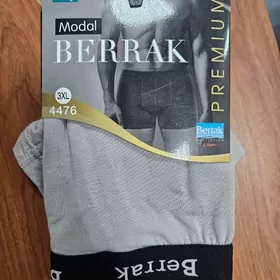 Modal
BERRAK
3XL
4476
PREMIUM
Berrak
Berrak
B